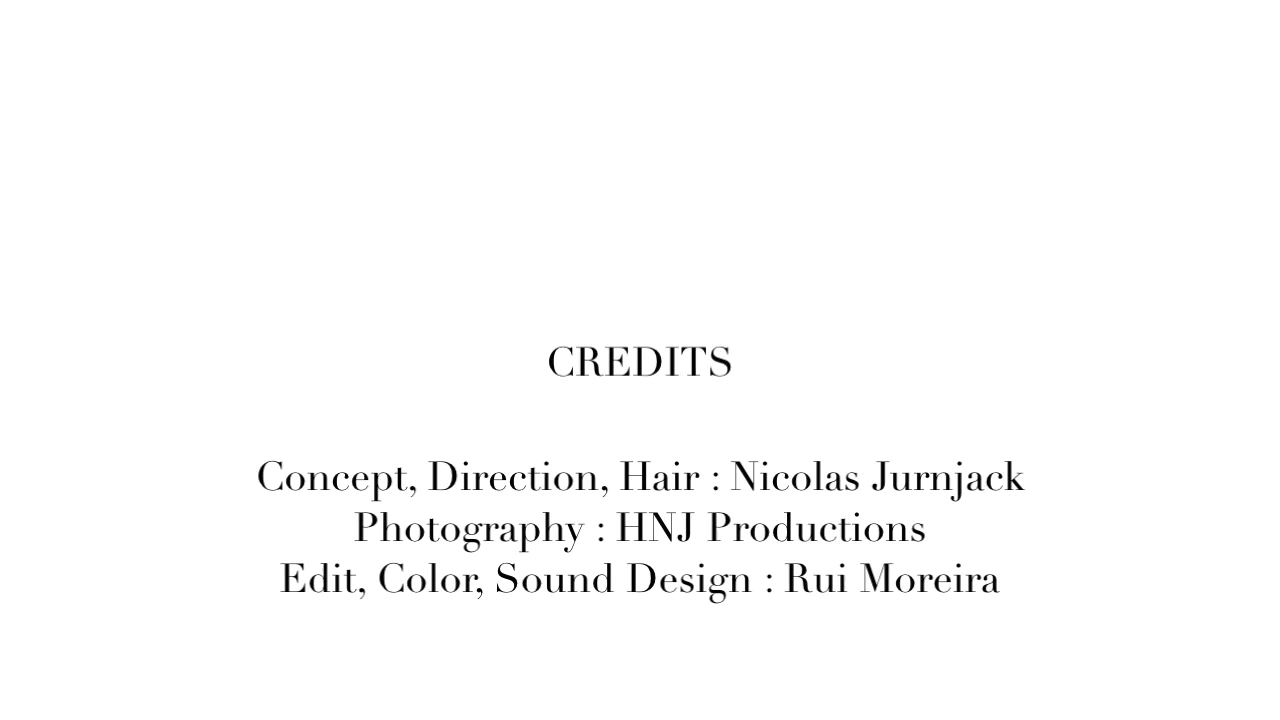 CREDITS
Concept, Direction, Hair : Nicolas Jurnjack
Photography : HNJ Productions
Edit, Color, Sound Design : Rui Moreira